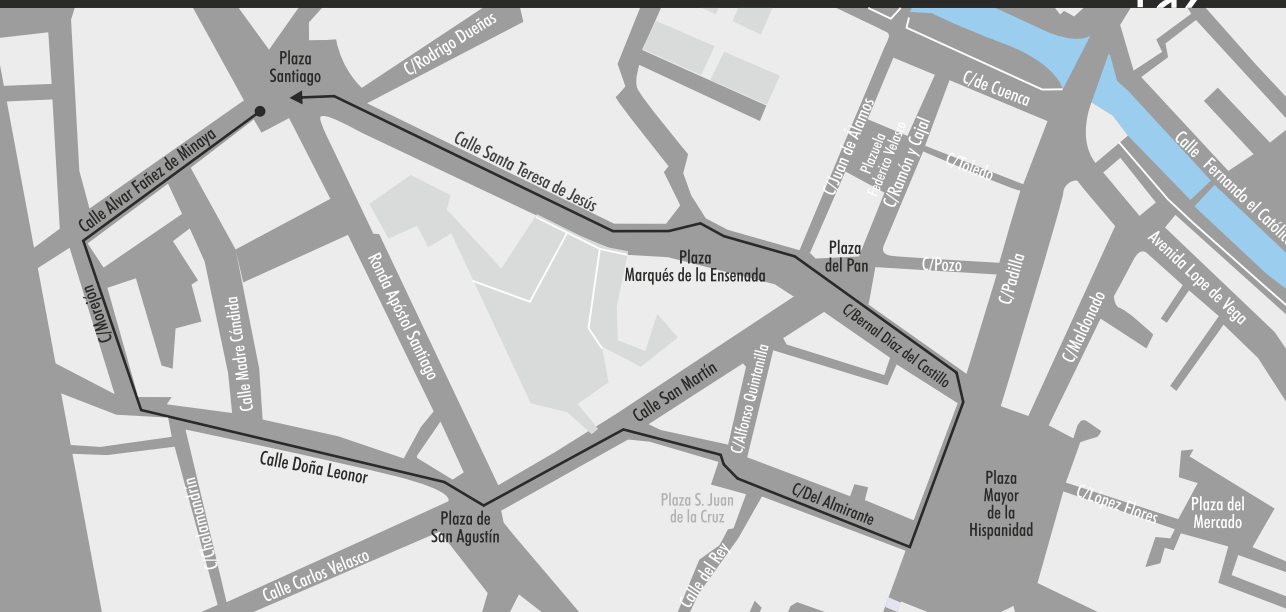 Plaza
Santiago
C/Rodrigo Dueñas
C/de Cuenca
Calle Alvar Fañez de Minaya
Calle Santa Teresa de Jesús
C/Juan de Álamos
Plazuela
Federico Velasco
C/Ramón y Cajal
C/Toledo
Calle Fernando el Católi
Plaza
Marqués de la Ensenada
Plaza
del Pan
C/Pozo
C/Padilla
Avenida Lope de Vega
C/Morejón
Calle Madre Cándida
Ronda Apóstol Santiago
C/Bernal Díaz del Castillo
C/Maldonado
Calle San Martín
C/Alfonso Quintanilla
Calle Doña Leonor
C/Del Almirante
Plaza S. Juan
de la Cruz
Plaza
Mayor
de la
Hispanidad
C/Lopez Flores
Plaza del
Mercado
Plaza de
San Agustín
Calle Carlos Velasco
Calle del Rey